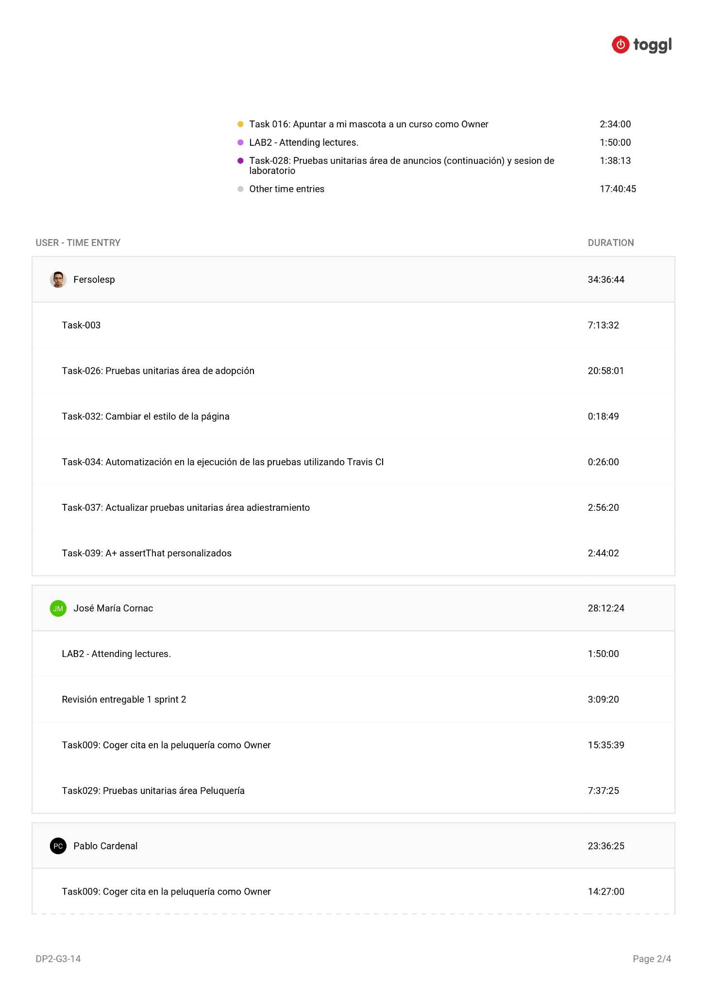 toggl
Task 016: Apuntar a mi mascota a un curso como Owner 2:34:00
LAB2 - Attending lectures. 1:50:00
Task-028: Pruebas unitarias área de anuncios (continuación) y sesion de 1:38:13
laboratorio
Other time entries 17:40:45
USER - TIME ENTRY DURATION
Fersolesp 34:36:44
Task-003 7:13:32
Task-026: Pruebas unitarias área de adopción 20:58:01
Task-032: Cambiar el estilo de la página 0:18:49
Task-034: Automatización en la ejecución de las pruebas utilizando Travis CI 0:26:00
Task-037: Actualizar pruebas unitarias área adiestramiento 2:56:20
Task-039: A+ assertThat personalizados 2:44:02
JM José María Cornac 28:12:24
LAB2 - Attending lectures. 1:50:00
Revisión entregable 1 sprint 2 3:09:20
Task009: Coger cita en la peluquería como Owner 15:35:39
Task029: Pruebas unitarias área Peluquería 7:37:25
PC Pablo Cardenal 23:36:25
Task009: Coger cita en la peluquería como Owner 14:27:00
DP2-G3-14 Page 2/4